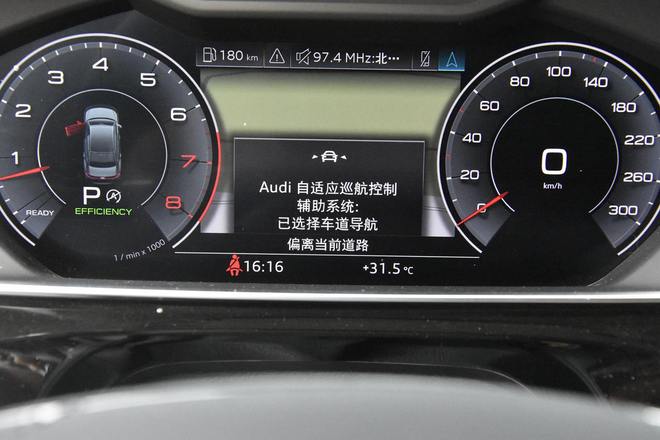 180 km
97.4 MHz:北···
1
2
3
4
5
6
7
8
P
READY
EFFICIENCY
1 / min x 1000
Audi 自适应巡航控制
辅助系统:
已选择车道导航
偏离当前道路
16:16
+31.5 °C
0
20
40
60
80
100
140
180
220
260
300
0
km/h